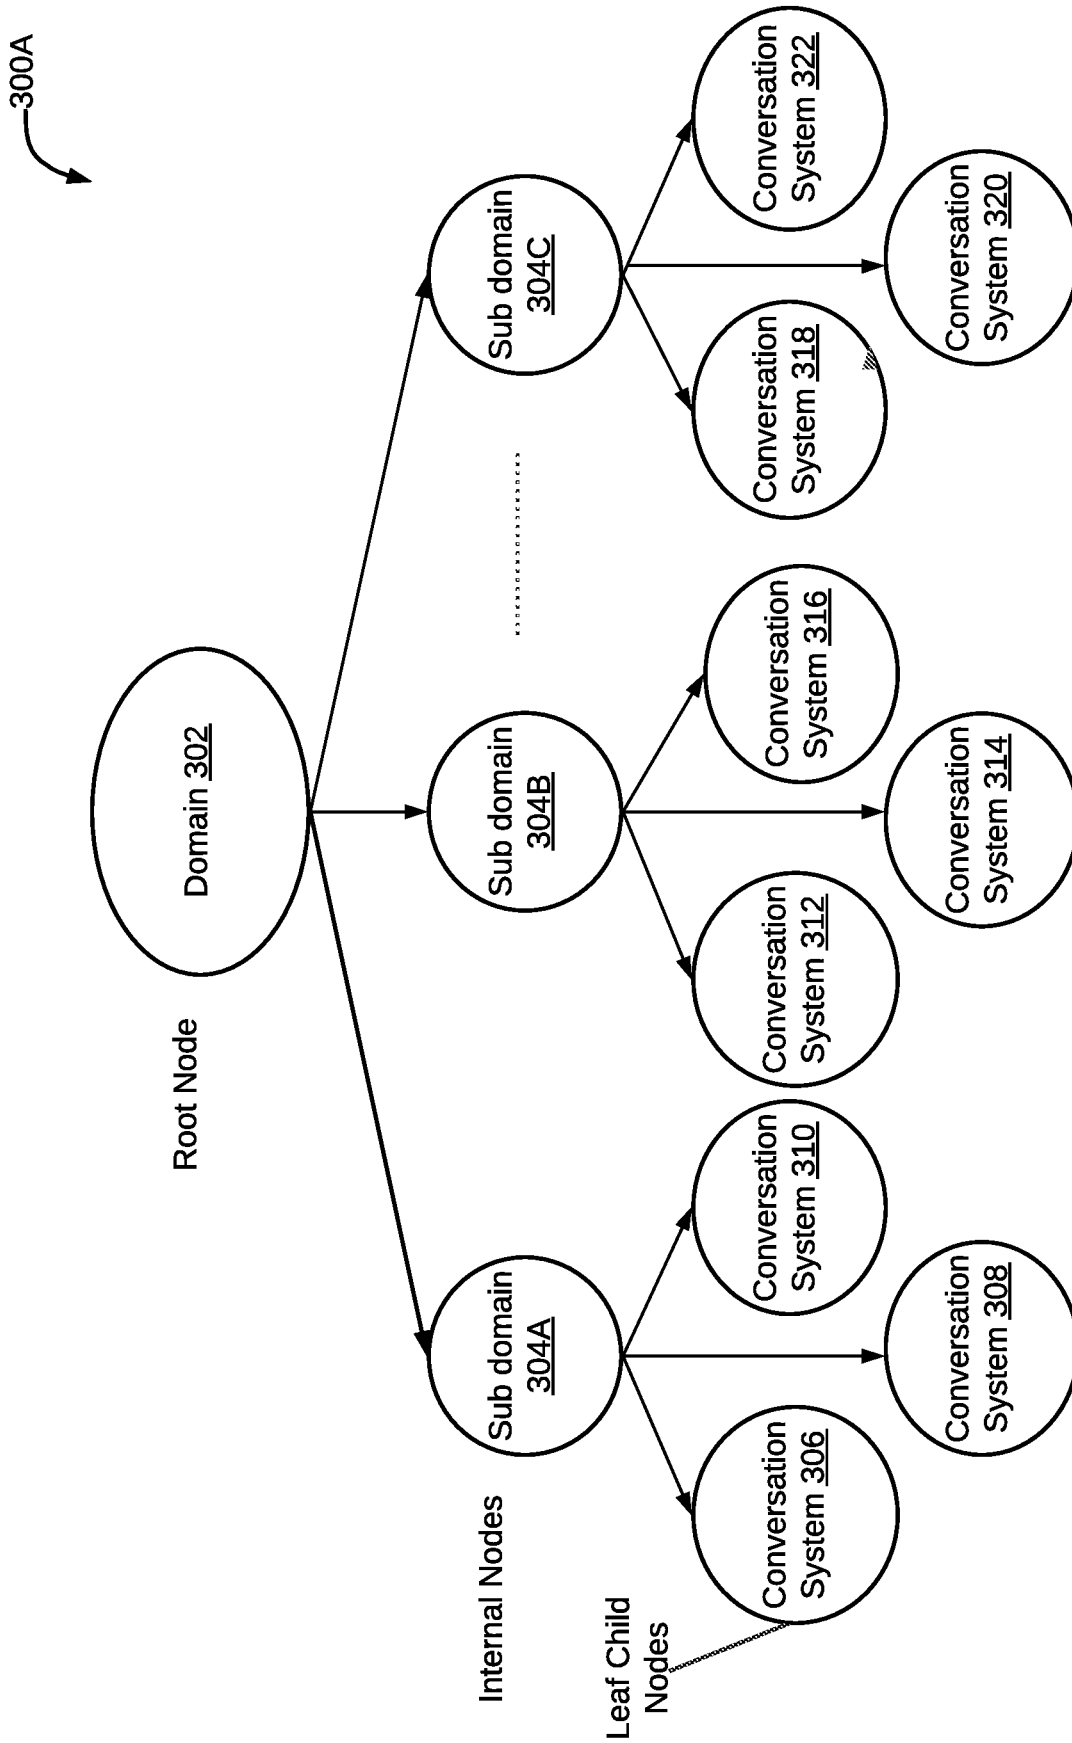 300A
Root Node
Domain 302
Internal Nodes
Sub domain
304A
Sub domain
304B
Sub domain
304C
Leaf Child
Nodes
Conversation
System 306
Conversation
System 310
Conversation
System 312
Conversation
System 316
Conversation
System 318
Conversation
System 322
Conversation
System 308
Conversation
System 314
Conversation
System 320